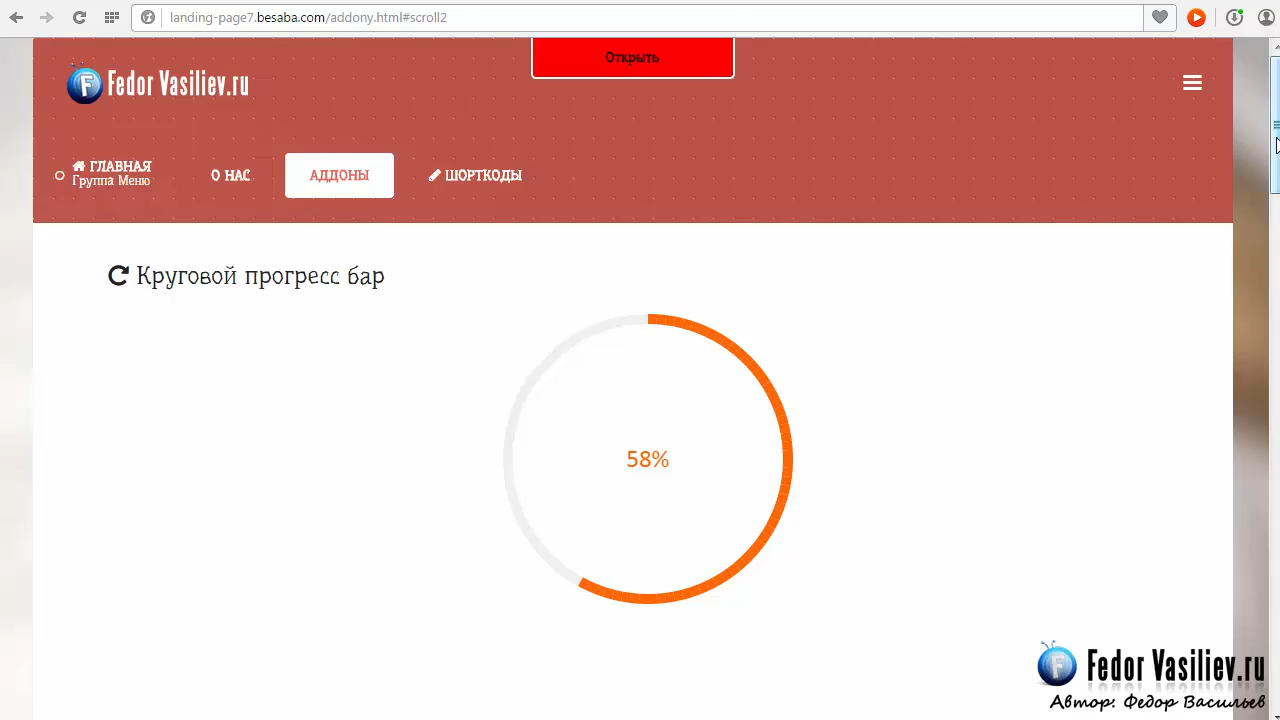 landing-page7.besaba.com/addony.html#scroll2
Открыть
Fedor Vasiliev.ru
ГЛАВНАЯ
Группа Меню
О НАС
АДДОНЫ
ШОРТКОДЫ
Круговой прогресс бар
58%
Fedor Vasiliev.ru
Автор: Федор Васильев